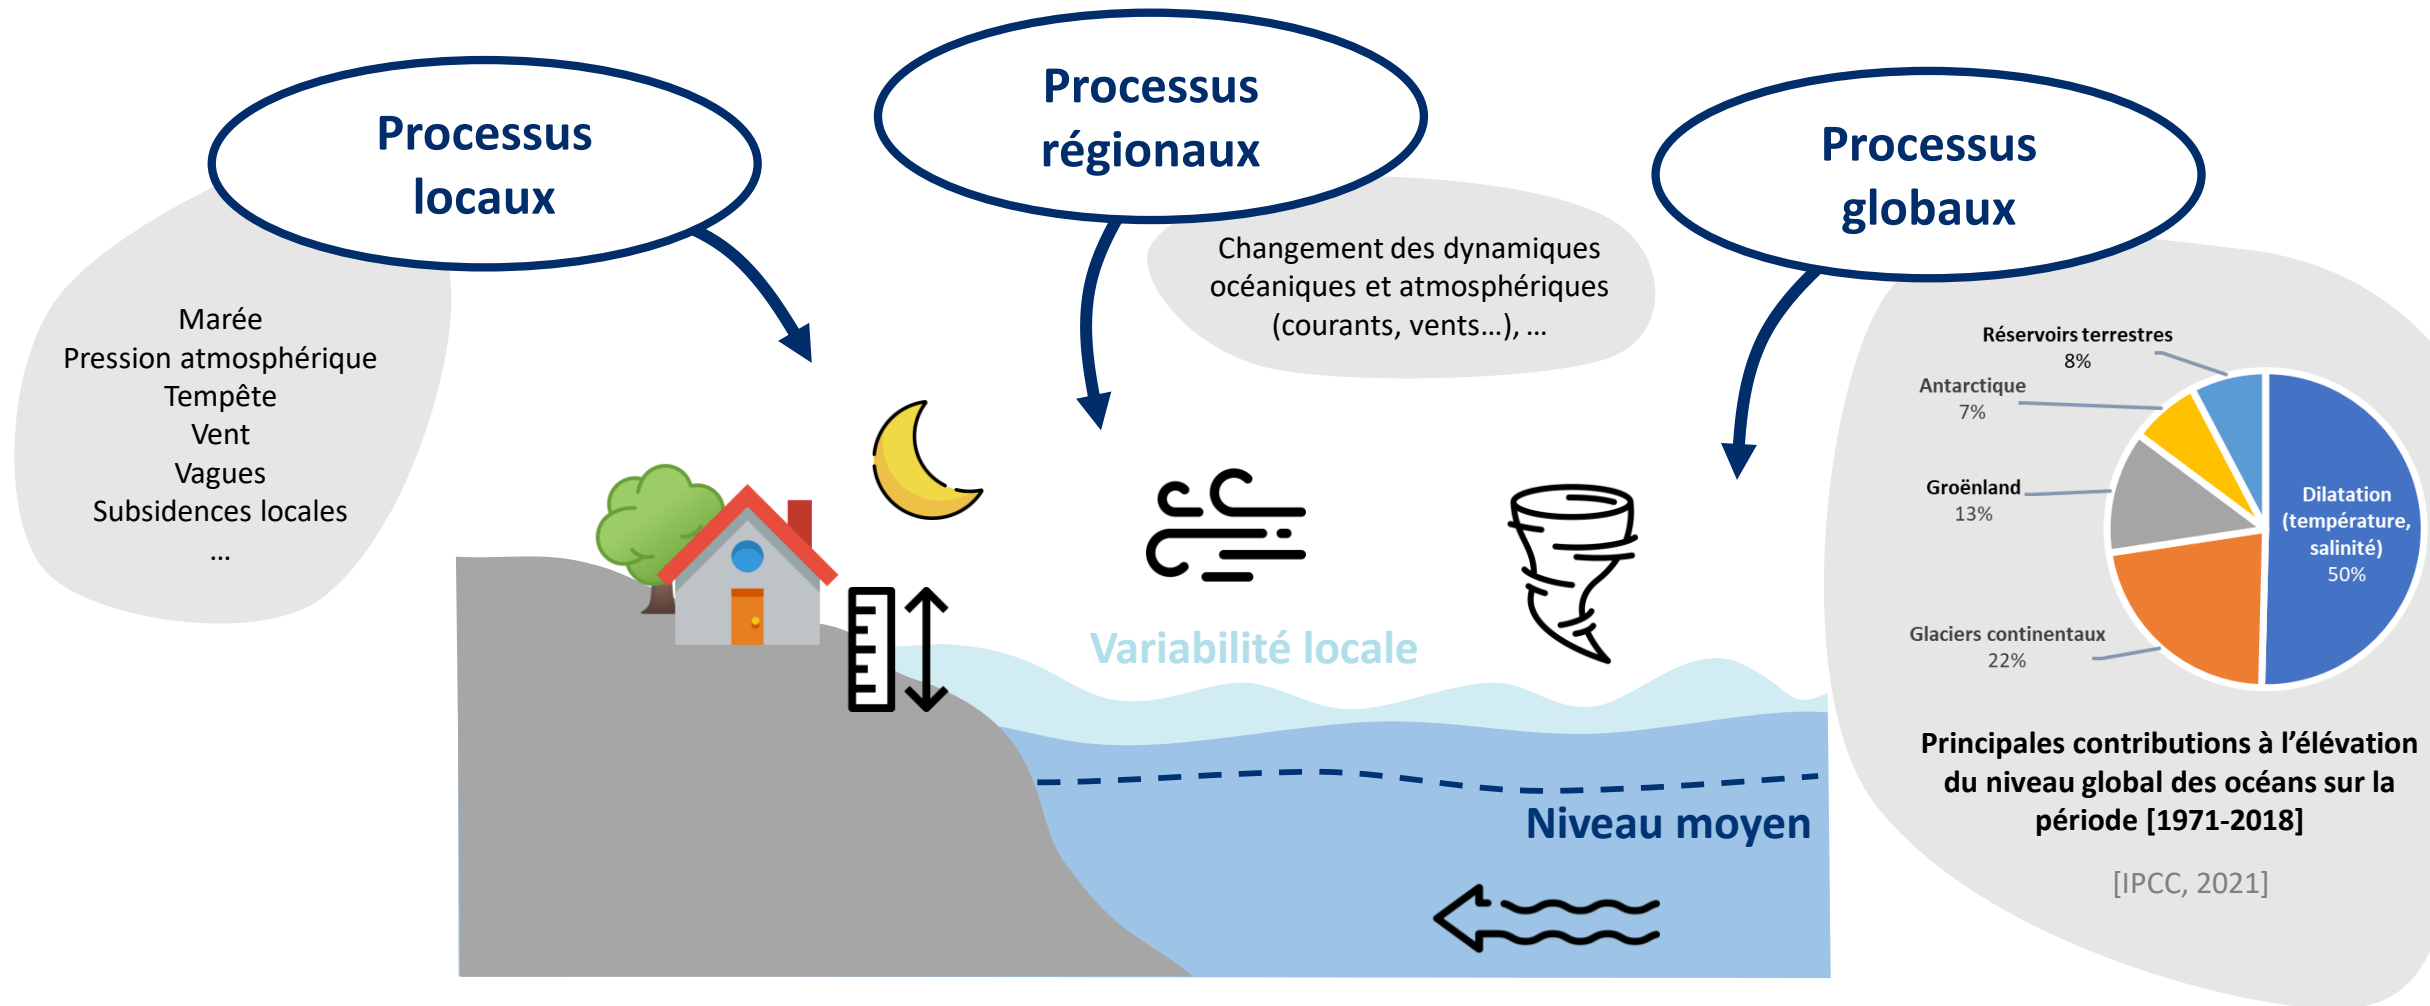 Processus
locaux
Marée
Pression atmosphérique
Tempête
Vent
Vagues
Subsidences locales
...
Processus
régionaux
Changement des dynamiques
océaniques et atmosphériques
(courants, vents...), ...
Processus
globaux
Réservoirs terrestres
8%
Antarctique
7%
Groënland
13%
Glaciers continentaux
22%
Dilatation
(température,
salinité)
50%
Principales contributions à l’élévation
du niveau global des océans sur la
période [1971-2018]
[IPCC, 2021]
Variabilité locale
Niveau moyen